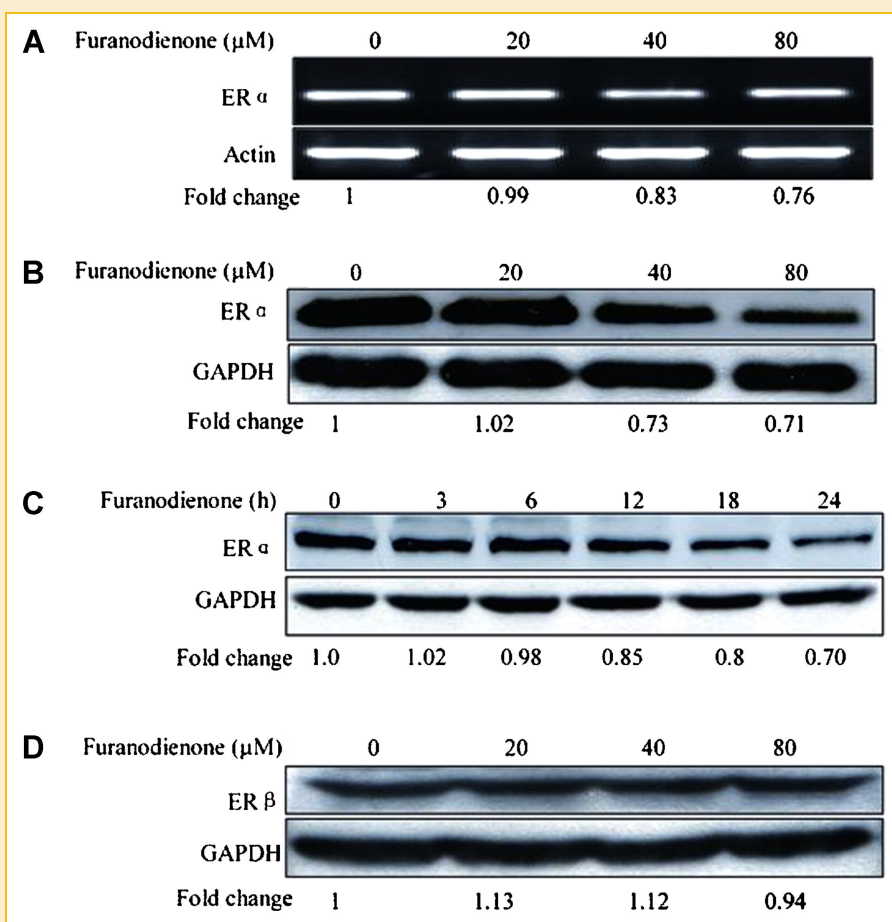 A Furanodienone (μM) 0 20 40 80
ER α
Actin
Fold change 1 0.99 0.83 0.76
B Furanodienone (μM) 0 20 40 80
ER α
GAPDH
Fold change 1 1.02 0.73 0.71
C Furanodienone (h) 0 3 6 12 18 24
ER α
GAPDH
Fold change 1.0 1.02 0.98 0.85 0.8 0.70
D Furanodienone (μM) 0 20 40 80
ER β
GAPDH
Fold change 1 1.13 1.12 0.94